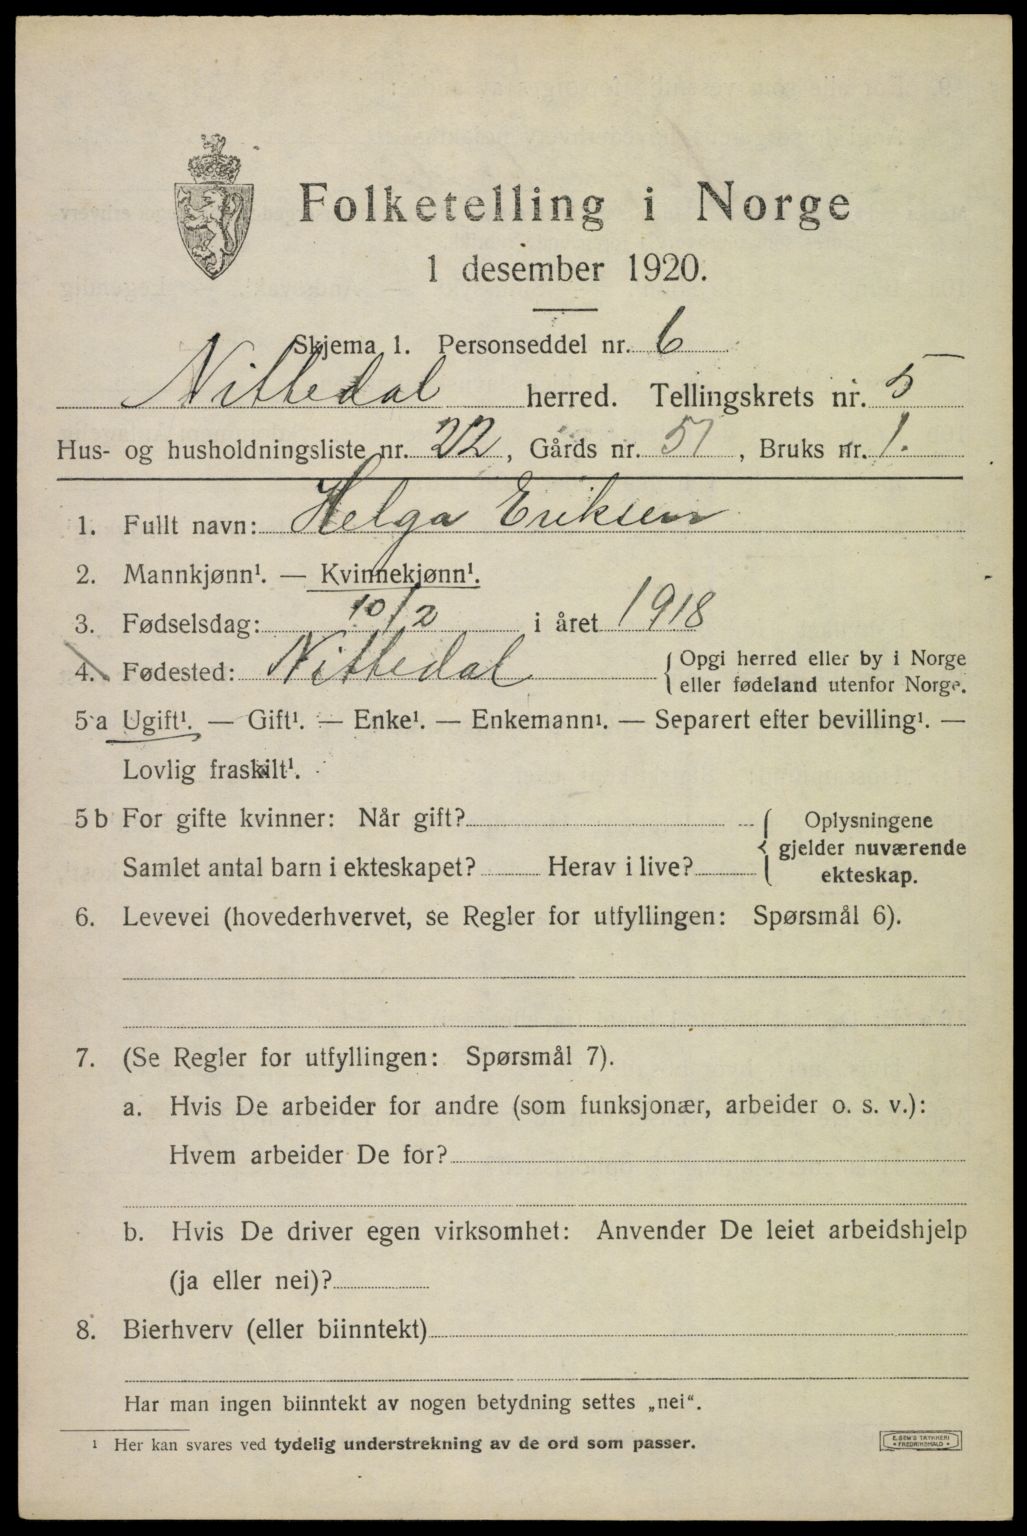 Folketelling i Norge
1 desember 1920.
Skjema 1. Personseddel nr. 6
Nittedal herred. Tellingskrets nr. 5
Hus- og husholdningsliste nr. 22, Gårds nr. 51, Bruks nr. 1.
1. Fullt navn: Helga Eriksen
2. Mannkjønn¹. — Kvinnekjønn¹.
3. Fødselsdag: 10/2 i året 1918
4. Fødested: Nittedal { Opgi herred eller by i Norge
eller fødeland utenfor Norge.
5 a Ugift¹. — Gift¹. — Enke¹. — Enkemann¹. — Separert efter bevilling¹. —
Lovlig fraskilt¹.
5 b For gifte kvinner: Når gift? { Oplysningene
gjelder nuværende
Samlet antal barn i ekteskapet? Herav i live?
ekteskap.
6. Levevei (hovederhvervet, se Regler for utfyllingen: Spørsmål 6).
7. (Se Regler for utfyllingen: Spørsmål 7).
a. Hvis De arbeider for andre (som funksjonær, arbeider o. s. v.):
Hvem arbeider De for?
b. Hvis De driver egen virksomhet: Anvender De leiet arbeidshjelp
(ja eller nei)?
8. Bierhverv (eller biinntekt)
Har man ingen biinntekt av nogen betydning settes „nei“.
¹ Her kan svares ved tydelig understrekning av de ord som passer.
E. SEM'S TRYKKERI
FREDRIKSHALD